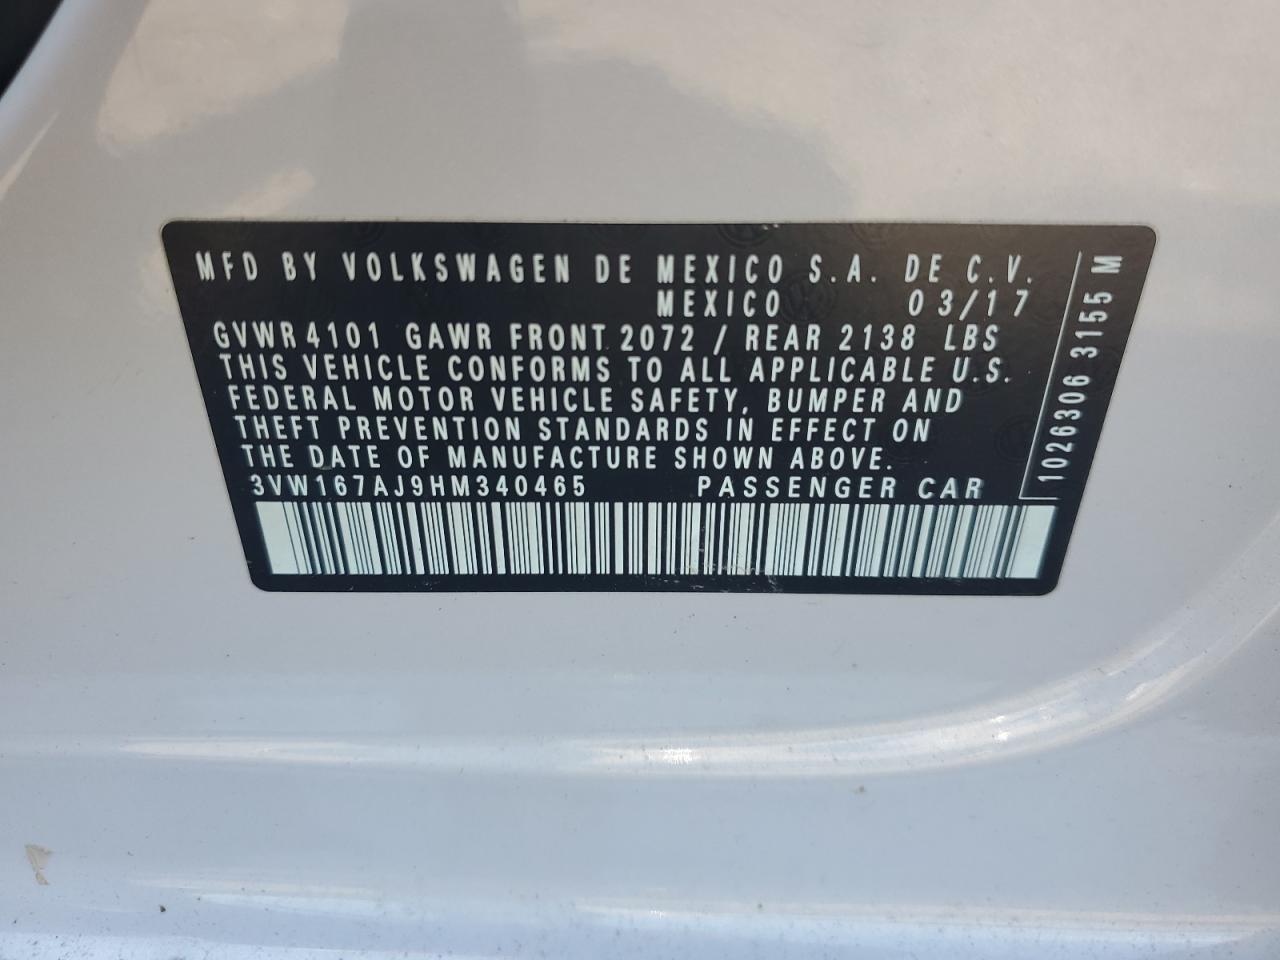 MFD BY VOLKSWAGEN DE MEXICO S.A. DE C.V.
MEXICO 03/17
GVWR 4101 GAWR FRONT 2072 / REAR 2138 LBS
THIS VEHICLE CONFORMS TO ALL APPLICABLE U.S.
FEDERAL MOTOR VEHICLE SAFETY, BUMPER AND
THEFT PREVENTION STANDARDS IN EFFECT ON
THE DATE OF MANUFACTURE SHOWN ABOVE.
3VW167AJ9HM340465 PASSENGER CAR
1026306 3155 M